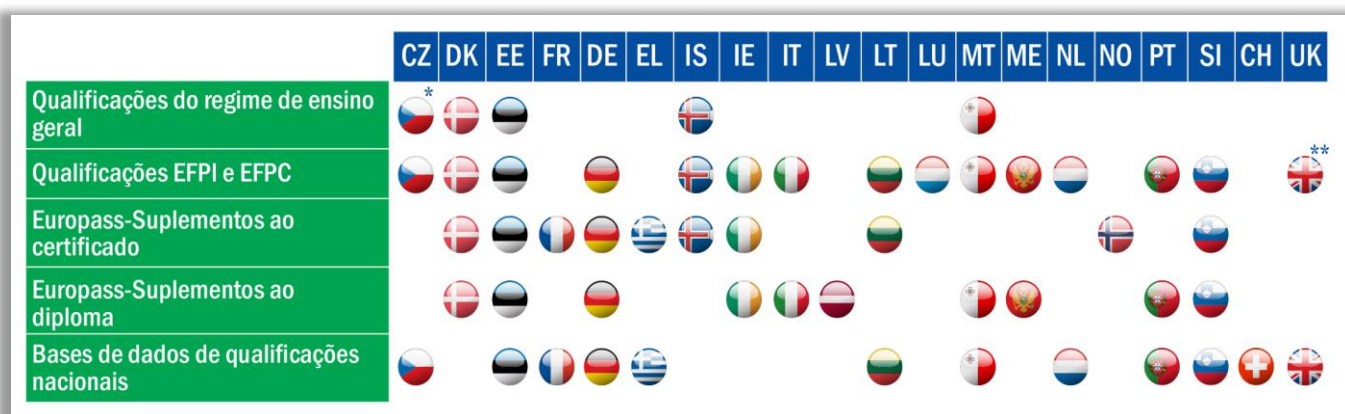 CZ DK EE FR DE EL IS IE IT LV LT LU MT ME NL NO PT SI CH UK
Qualificações do regime de ensino
geral
*
Qualificações EFPI e EFPC
**
Europass-Suplementos ao
certificado
Europass-Suplementos ao
diploma
Bases de dados de qualificações
nacionais